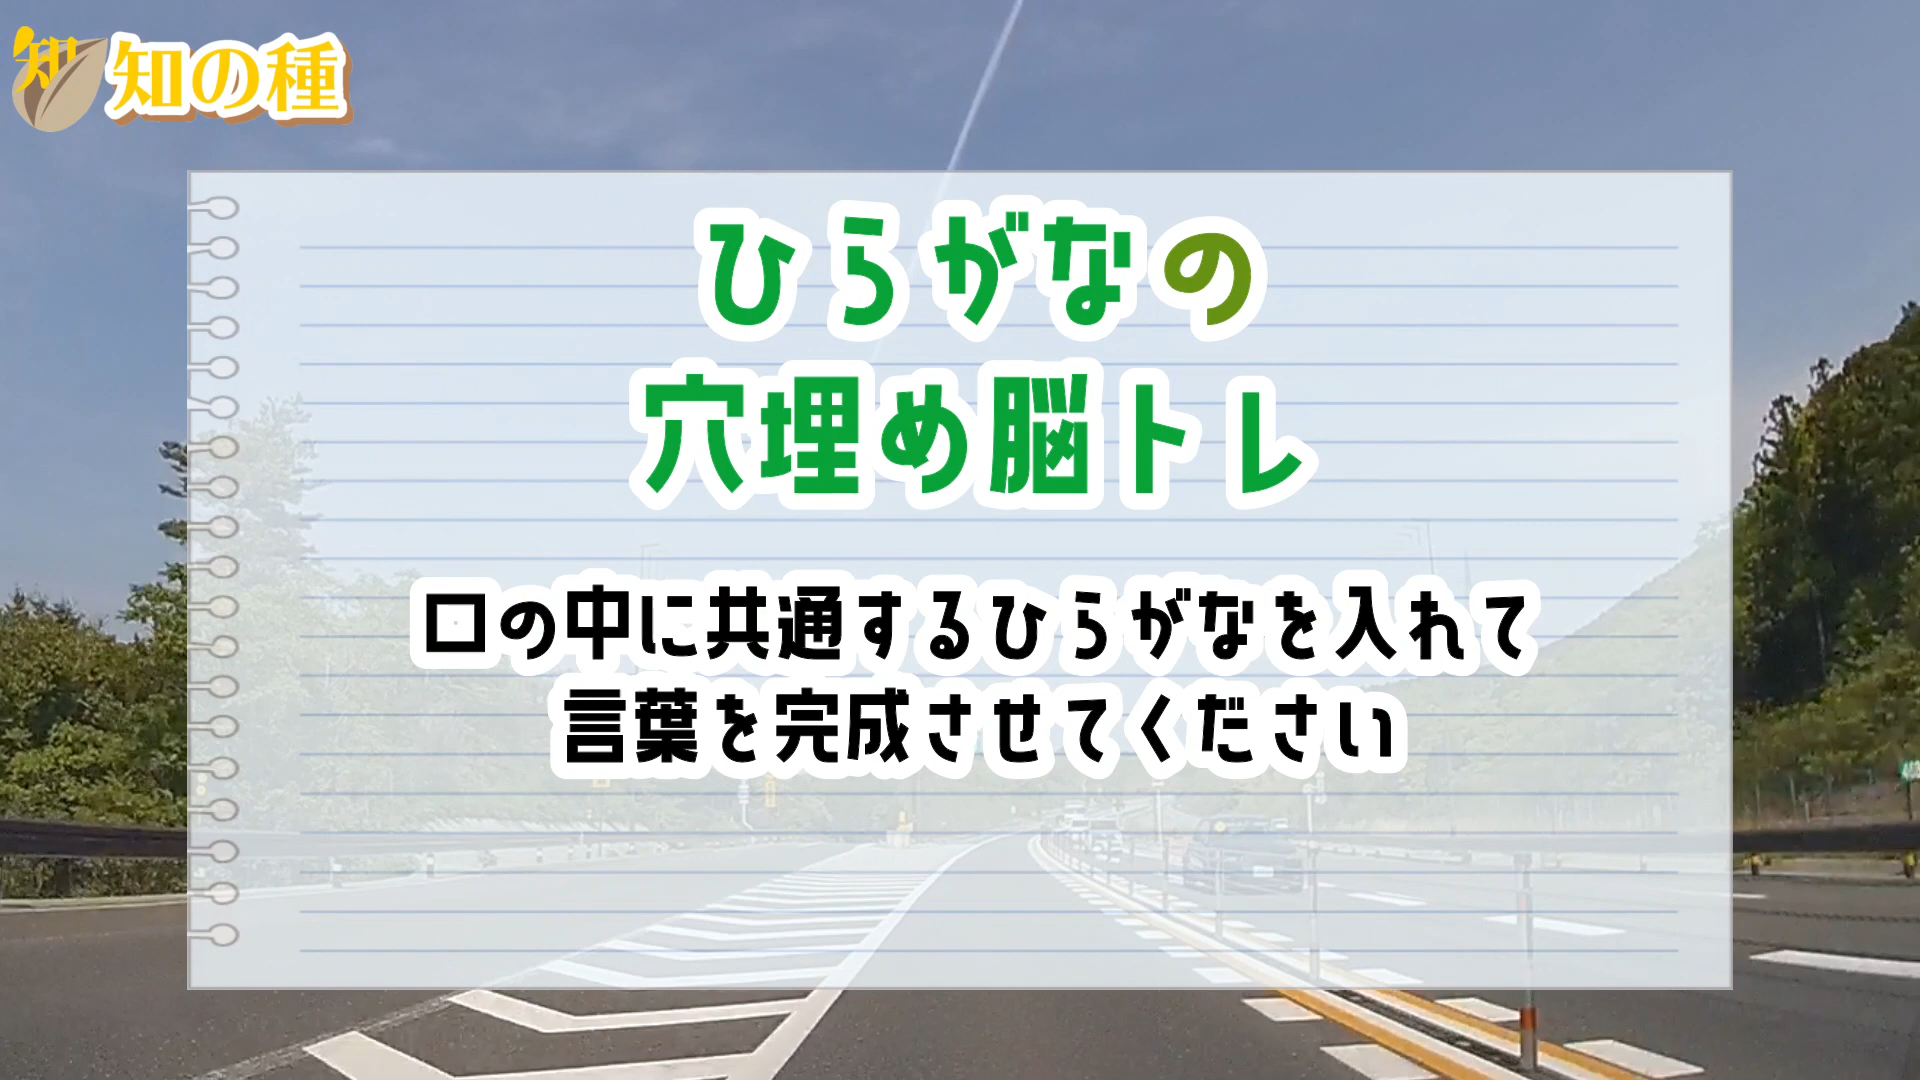 知の種
ひらがなの
穴埋め脳トレ
口の中に共通するひらがなを入れて
言葉を完成させてください